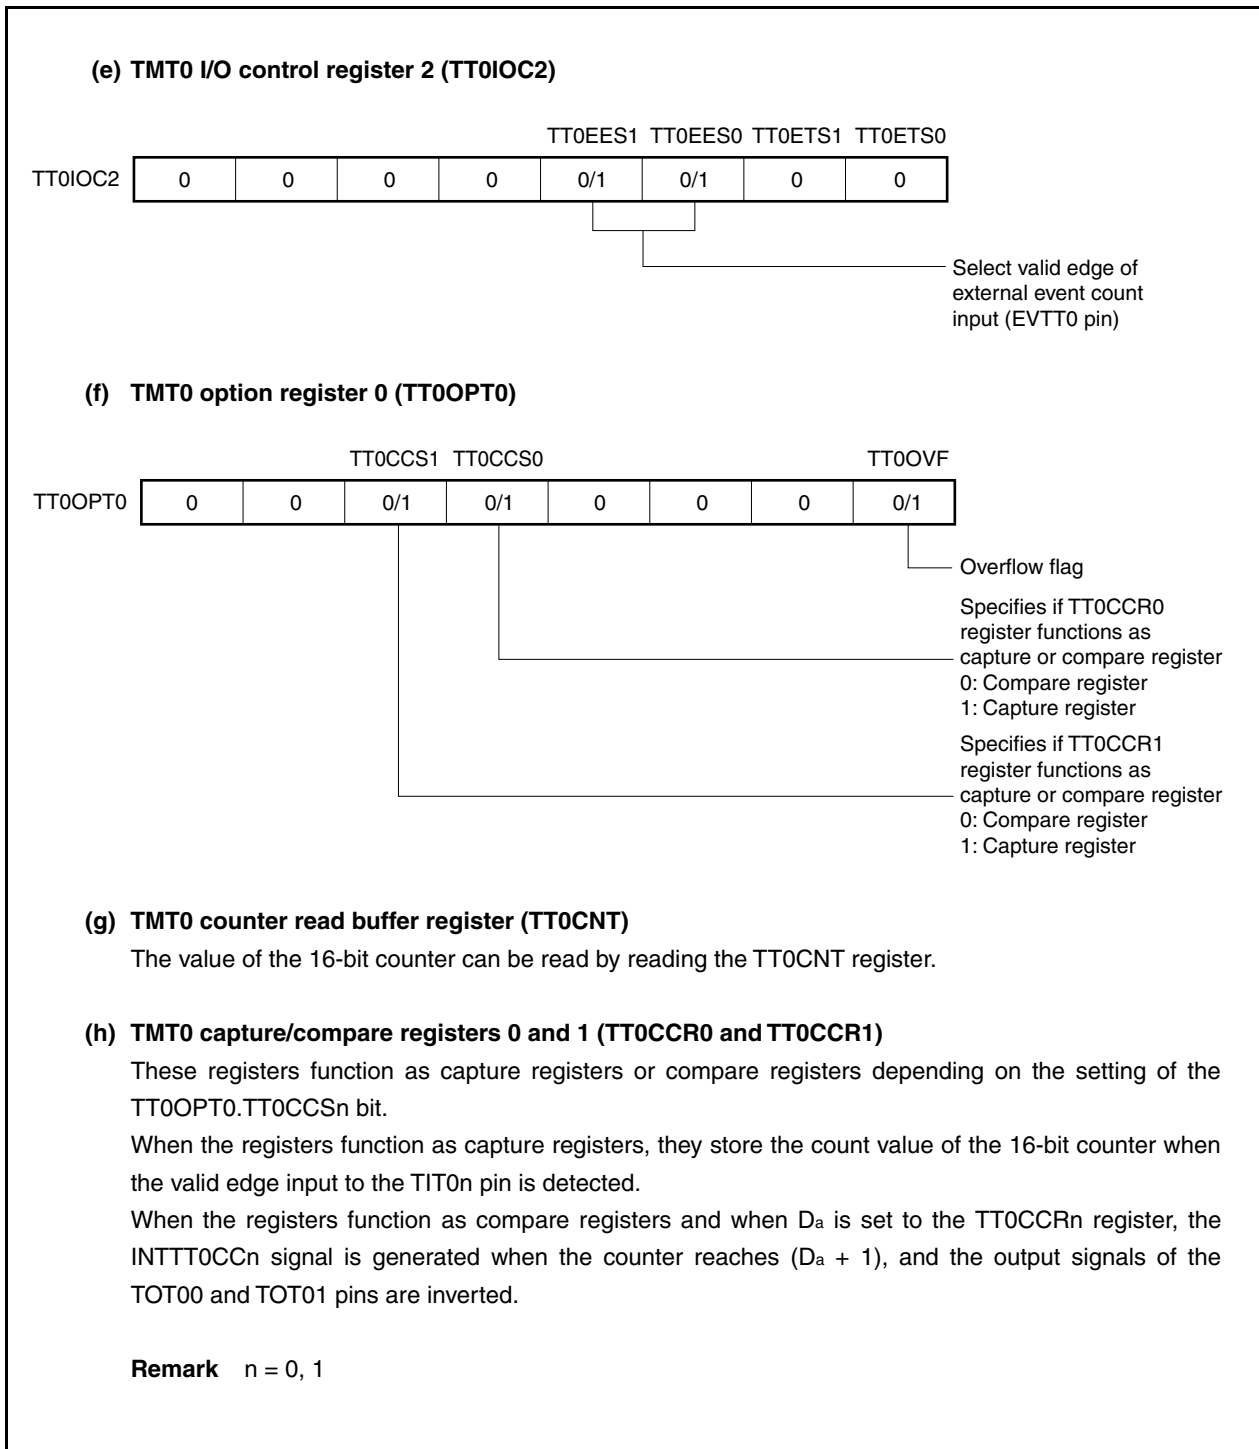 (e) TMT0 I/O control register 2 (TT0IOC2)
TT0EES1 TT0EES0 TT0ETS1 TT0ETS0
TT0IOC2 0 0 0 0 0/1 0/1 0 0
Select valid edge of
external event count
input (EVTT0 pin)
(f) TMT0 option register 0 (TT0OPT0)
TT0CCS1 TT0CCS0 TT0OVF
TT0OPT0 0 0 0/1 0/1 0 0 0 0/1
Overflow flag
Specifies if TT0CCR0
register functions as
capture or compare register
0: Compare register
1: Capture register
Specifies if TT0CCR1
register functions as
capture or compare register
0: Compare register
1: Capture register
(g) TMT0 counter read buffer register (TT0CNT)
The value of the 16-bit counter can be read by reading the TT0CNT register.
(h) TMT0 capture/compare registers 0 and 1 (TT0CCR0 and TT0CCR1)
These registers function as capture registers or compare registers depending on the setting of the
TT0OPT0.TT0CCSn bit.
When the registers function as capture registers, they store the count value of the 16-bit counter when
the valid edge input to the TIT0n pin is detected.
When the registers function as compare registers and when Da is set to the TT0CCRn register, the
INTTT0CCn signal is generated when the counter reaches (Da + 1), and the output signals of the
TOT00 and TOT01 pins are inverted.
Remark n = 0, 1